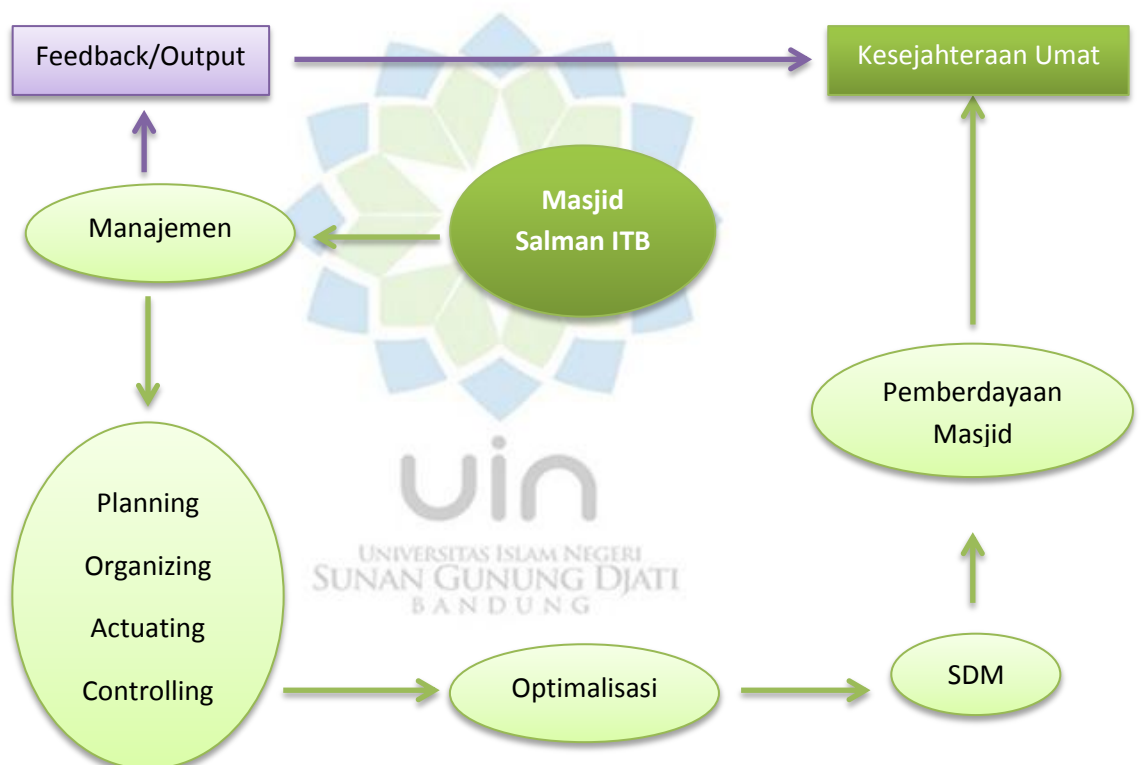 Feedback/Output
Kesejahteraan Umat
Masjid
Salman ITB
Manajemen
Pemberdayaan
Masjid
Planning
Organizing
Actuating
Controlling
uin
UNIVERSITAS ISLAM NEGERI
SUNAN GUNUNG DJATI
BANDUNG
Optimalisasi
SDM